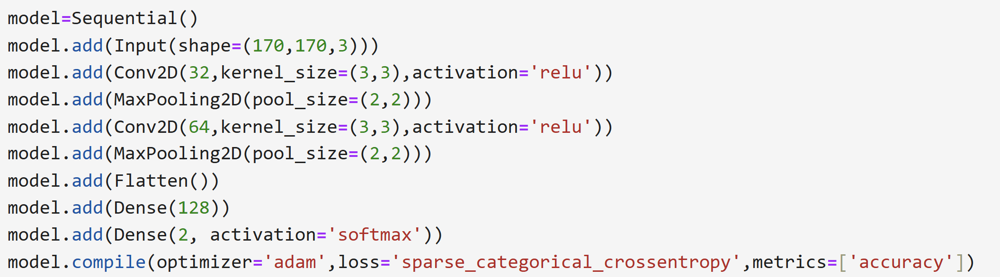 model=Sequential()
model.add(Input(shape=(170,170,3)))
model.add(Conv2D(32,kernel_size=(3,3),activation='relu'))
model.add(MaxPooling2D(pool_size=(2,2)))
model.add(Conv2D(64,kernel_size=(3,3),activation='relu'))
model.add(MaxPooling2D(pool_size=(2,2)))
model.add(Flatten())
model.add(Dense(128))
model.add(Dense(2, activation='softmax'))
model.compile(optimizer='adam',loss='sparse_categorical_crossentropy',metrics=['accuracy'])